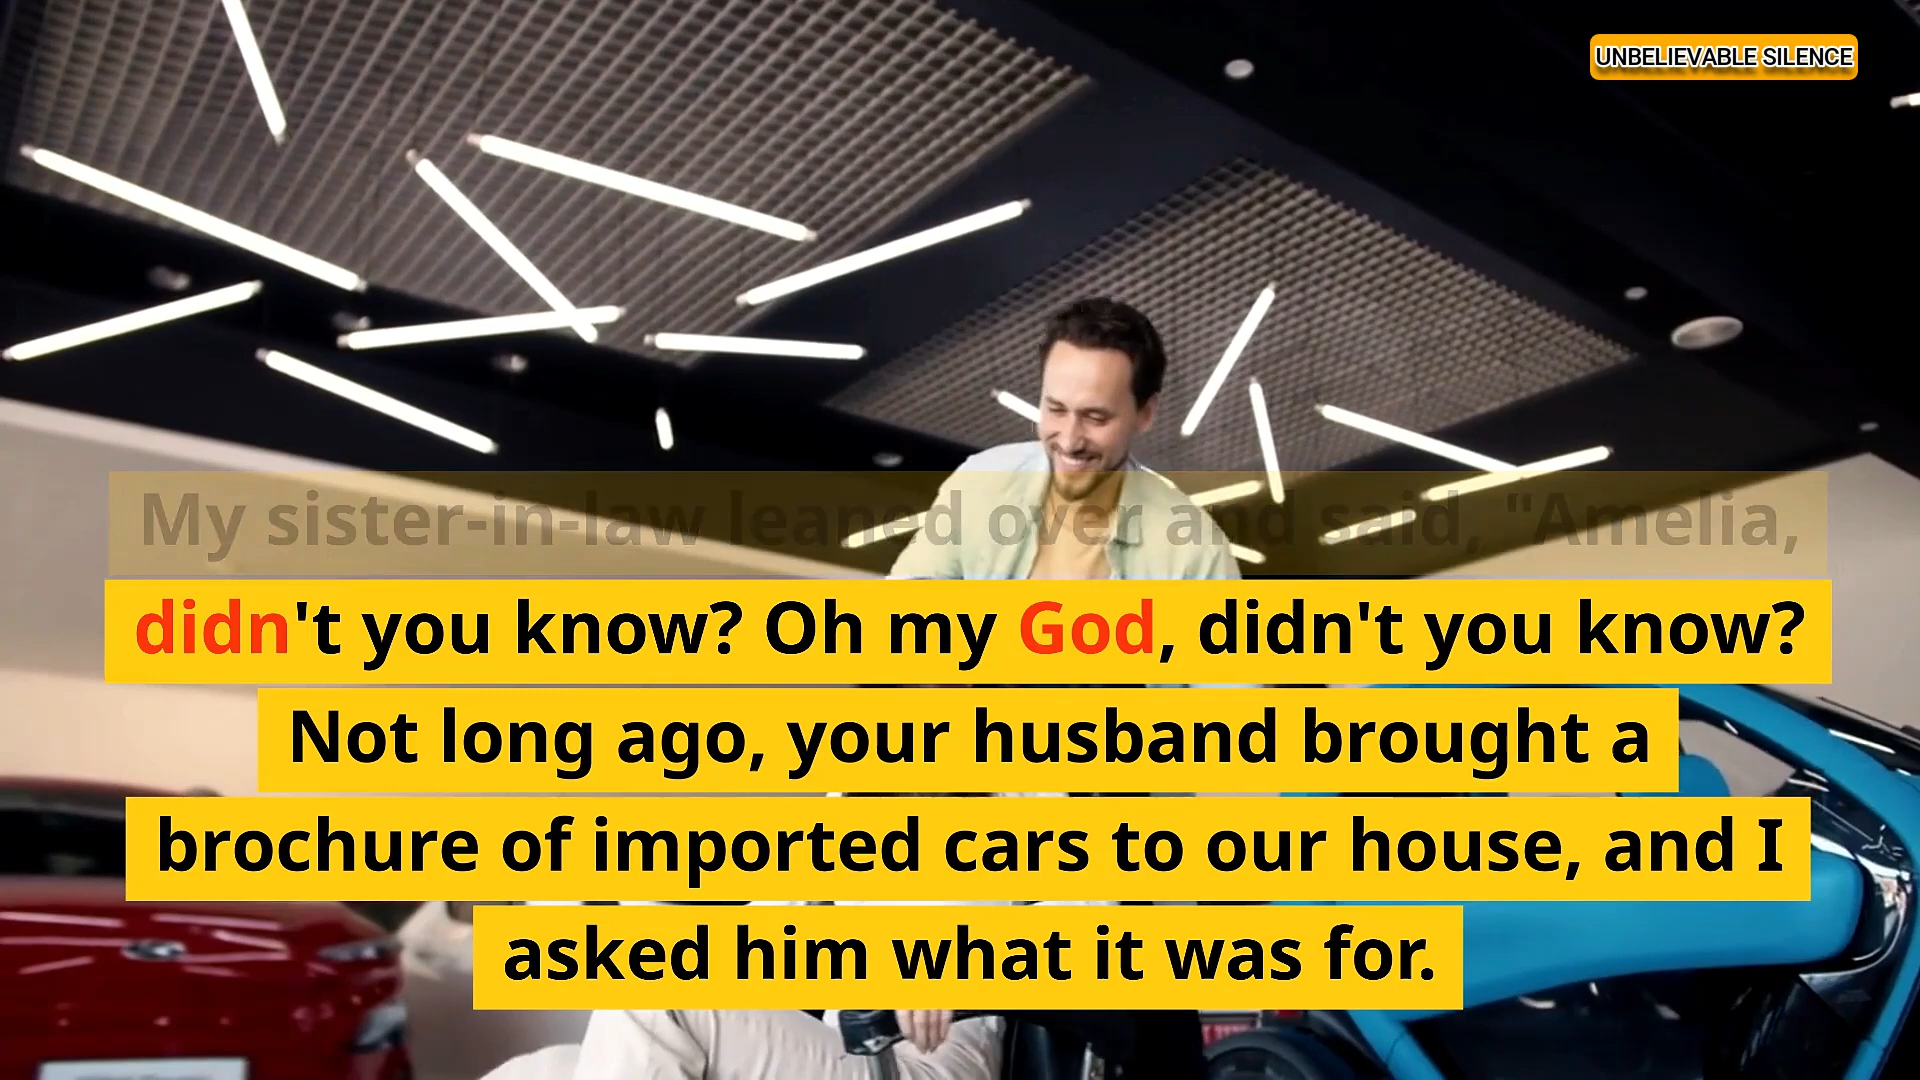 UNBELIEVABLE SILENCE
My sister-in-law leaned over and said, "Amelia,
didn't you know? Oh my God, didn't you know?
Not long ago, your husband brought a
brochure of imported cars to our house, and I
asked him what it was for.